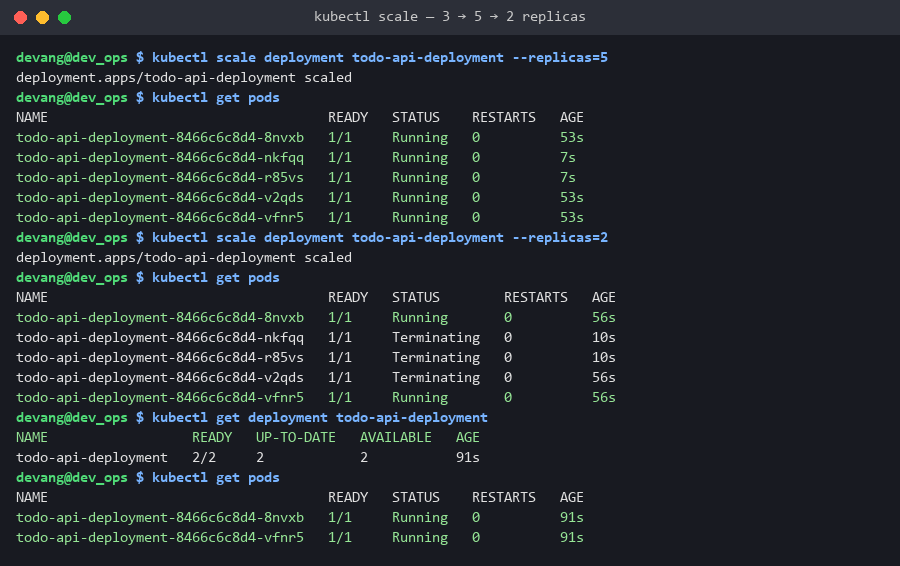 kubectl scale — 3 → 5 → 2 replicas
devang@dev_ops $ kubectl scale deployment todo-api-deployment --replicas=5
deployment.apps/todo-api-deployment scaled
devang@dev_ops $ kubectl get pods
NAME                                   READY   STATUS    RESTARTS   AGE
todo-api-deployment-8466c6c8d4-8nvxb   1/1     Running   0          53s
todo-api-deployment-8466c6c8d4-nkfqq   1/1     Running   0          7s
todo-api-deployment-8466c6c8d4-r85vs   1/1     Running   0          7s
todo-api-deployment-8466c6c8d4-v2qds   1/1     Running   0          53s
todo-api-deployment-8466c6c8d4-vfnr5   1/1     Running   0          53s
devang@dev_ops $ kubectl scale deployment todo-api-deployment --replicas=2
deployment.apps/todo-api-deployment scaled
devang@dev_ops $ kubectl get pods
NAME                                   READY   STATUS        RESTARTS   AGE
todo-api-deployment-8466c6c8d4-8nvxb   1/1     Running       0          56s
todo-api-deployment-8466c6c8d4-nkfqq   1/1     Terminating   0          10s
todo-api-deployment-8466c6c8d4-r85vs   1/1     Terminating   0          10s
todo-api-deployment-8466c6c8d4-v2qds   1/1     Terminating   0          56s
todo-api-deployment-8466c6c8d4-vfnr5   1/1     Running       0          56s
devang@dev_ops $ kubectl get deployment todo-api-deployment
NAME                  READY   UP-TO-DATE   AVAILABLE   AGE
todo-api-deployment   2/2     2            2           91s
devang@dev_ops $ kubectl get pods
NAME                                   READY   STATUS    RESTARTS   AGE
todo-api-deployment-8466c6c8d4-8nvxb   1/1     Running   0          91s
todo-api-deployment-8466c6c8d4-vfnr5   1/1     Running   0          91s